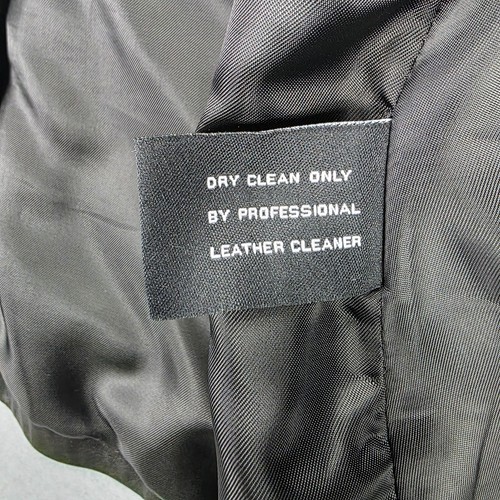 DRY CLEAN ONLY
BY PROFESSIONAL
LEATHER CLEANER